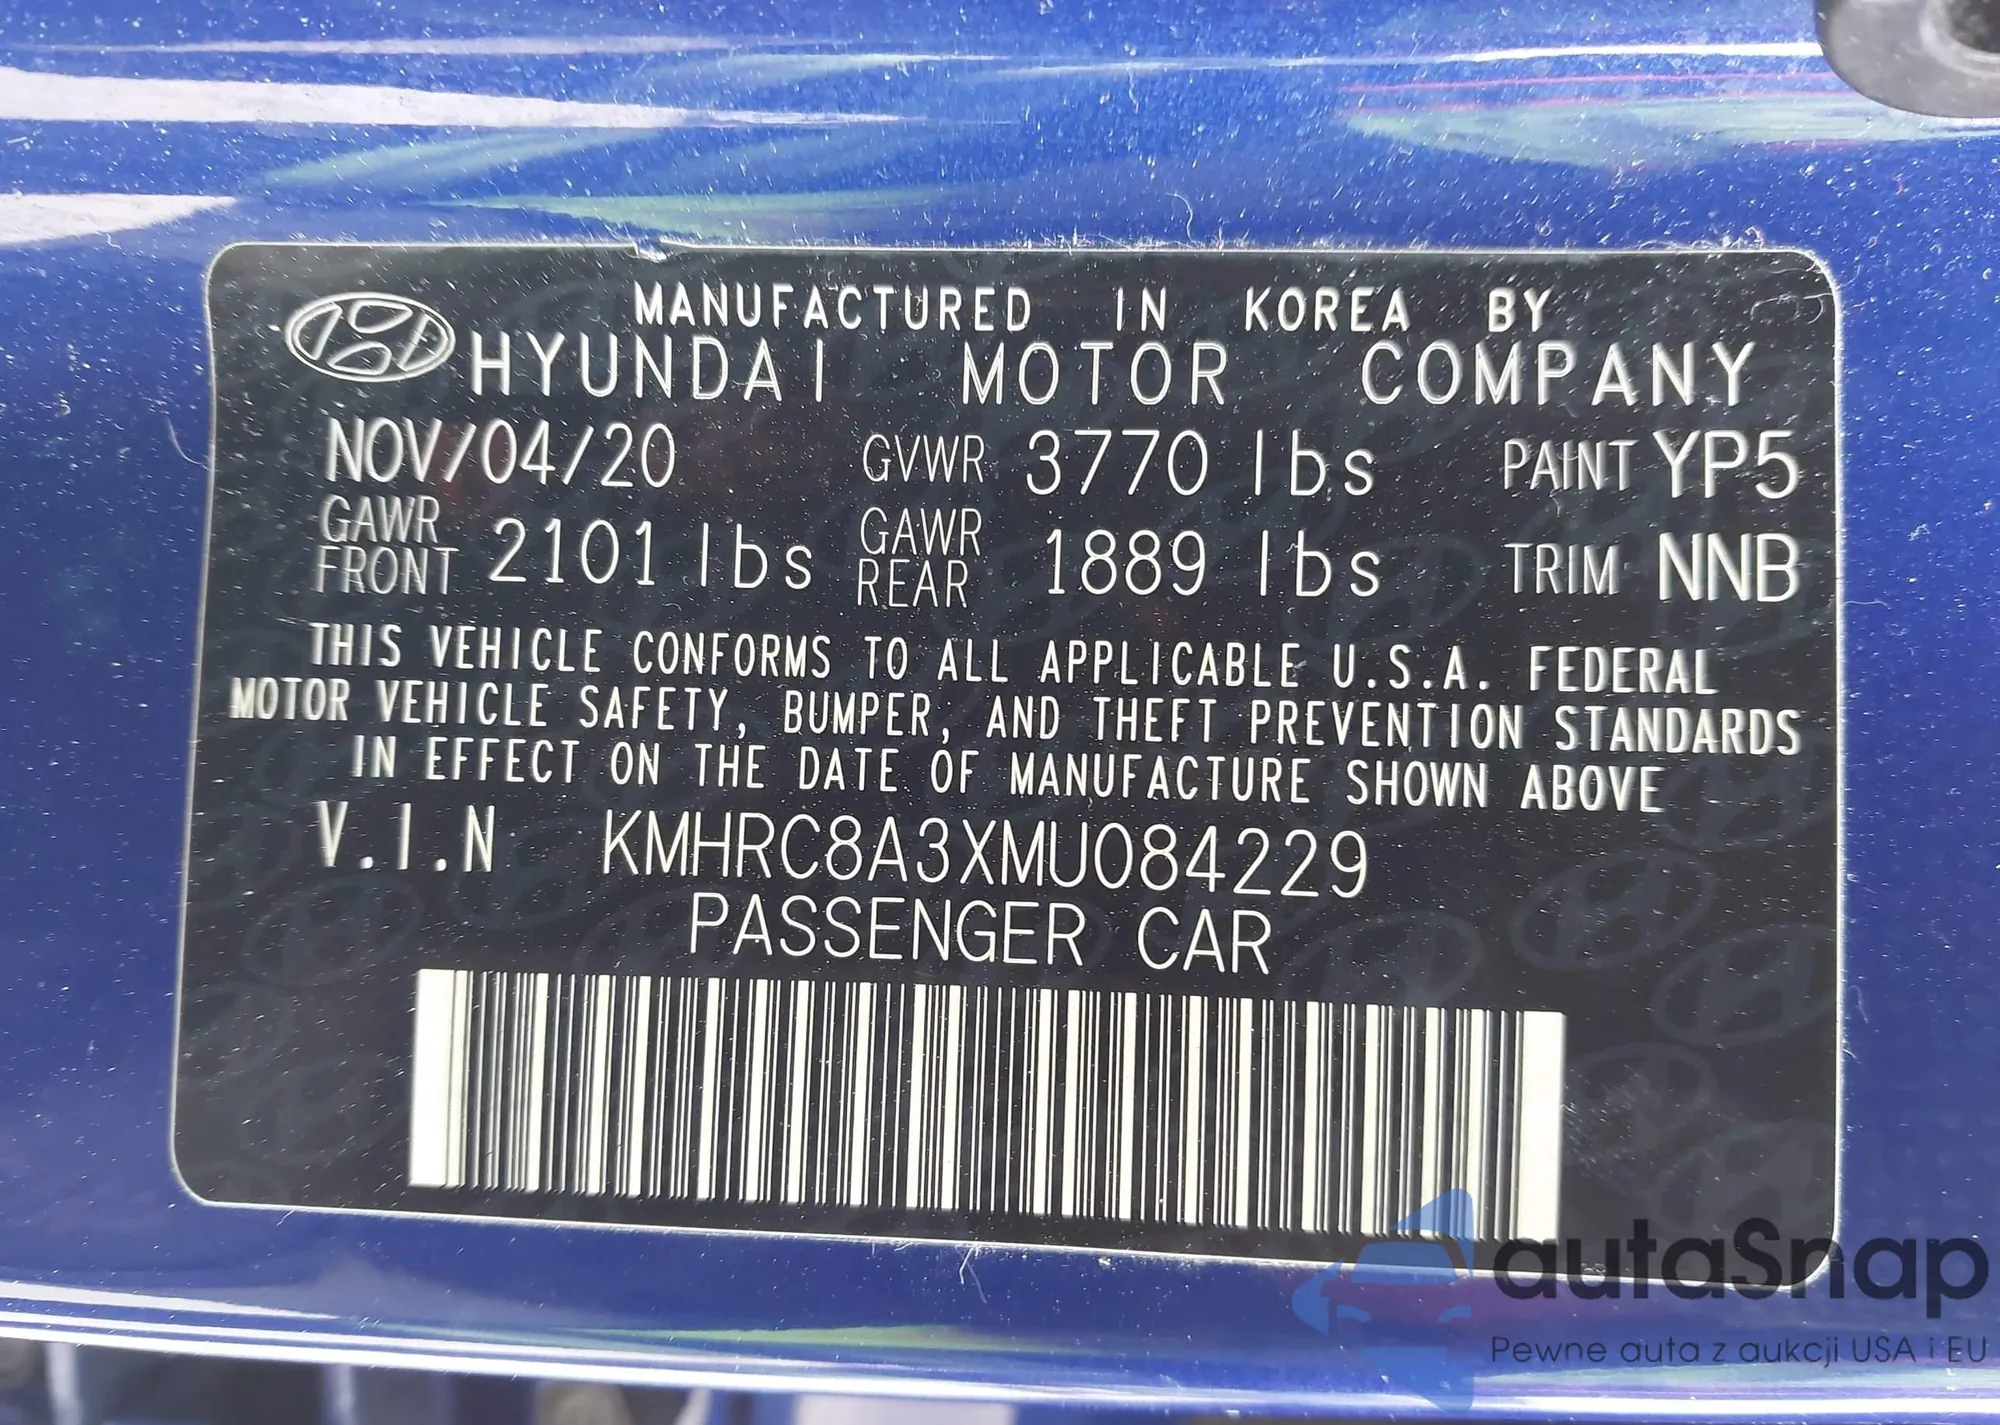 MANUFACTURED IN KOREA BY
HYUNDAI MOTOR COMPANY
NOV/04/20 GVWR 3770 lbs PAINT YP5
GAWR FRONT 2101 lbs GAWR REAR 1889 lbs TRIM NNB
THIS VEHICLE CONFORMS TO ALL APPLICABLE U.S.A. FEDERAL
MOTOR VEHICLE SAFETY, BUMPER, AND THEFT PREVENTION STANDARDS
IN EFFECT ON THE DATE OF MANUFACTURE SHOWN ABOVE
V.I.N KMHRC8A3XMU084229
PASSENGER CAR
autaSnap
Pewne auta z aukcji USA i EU